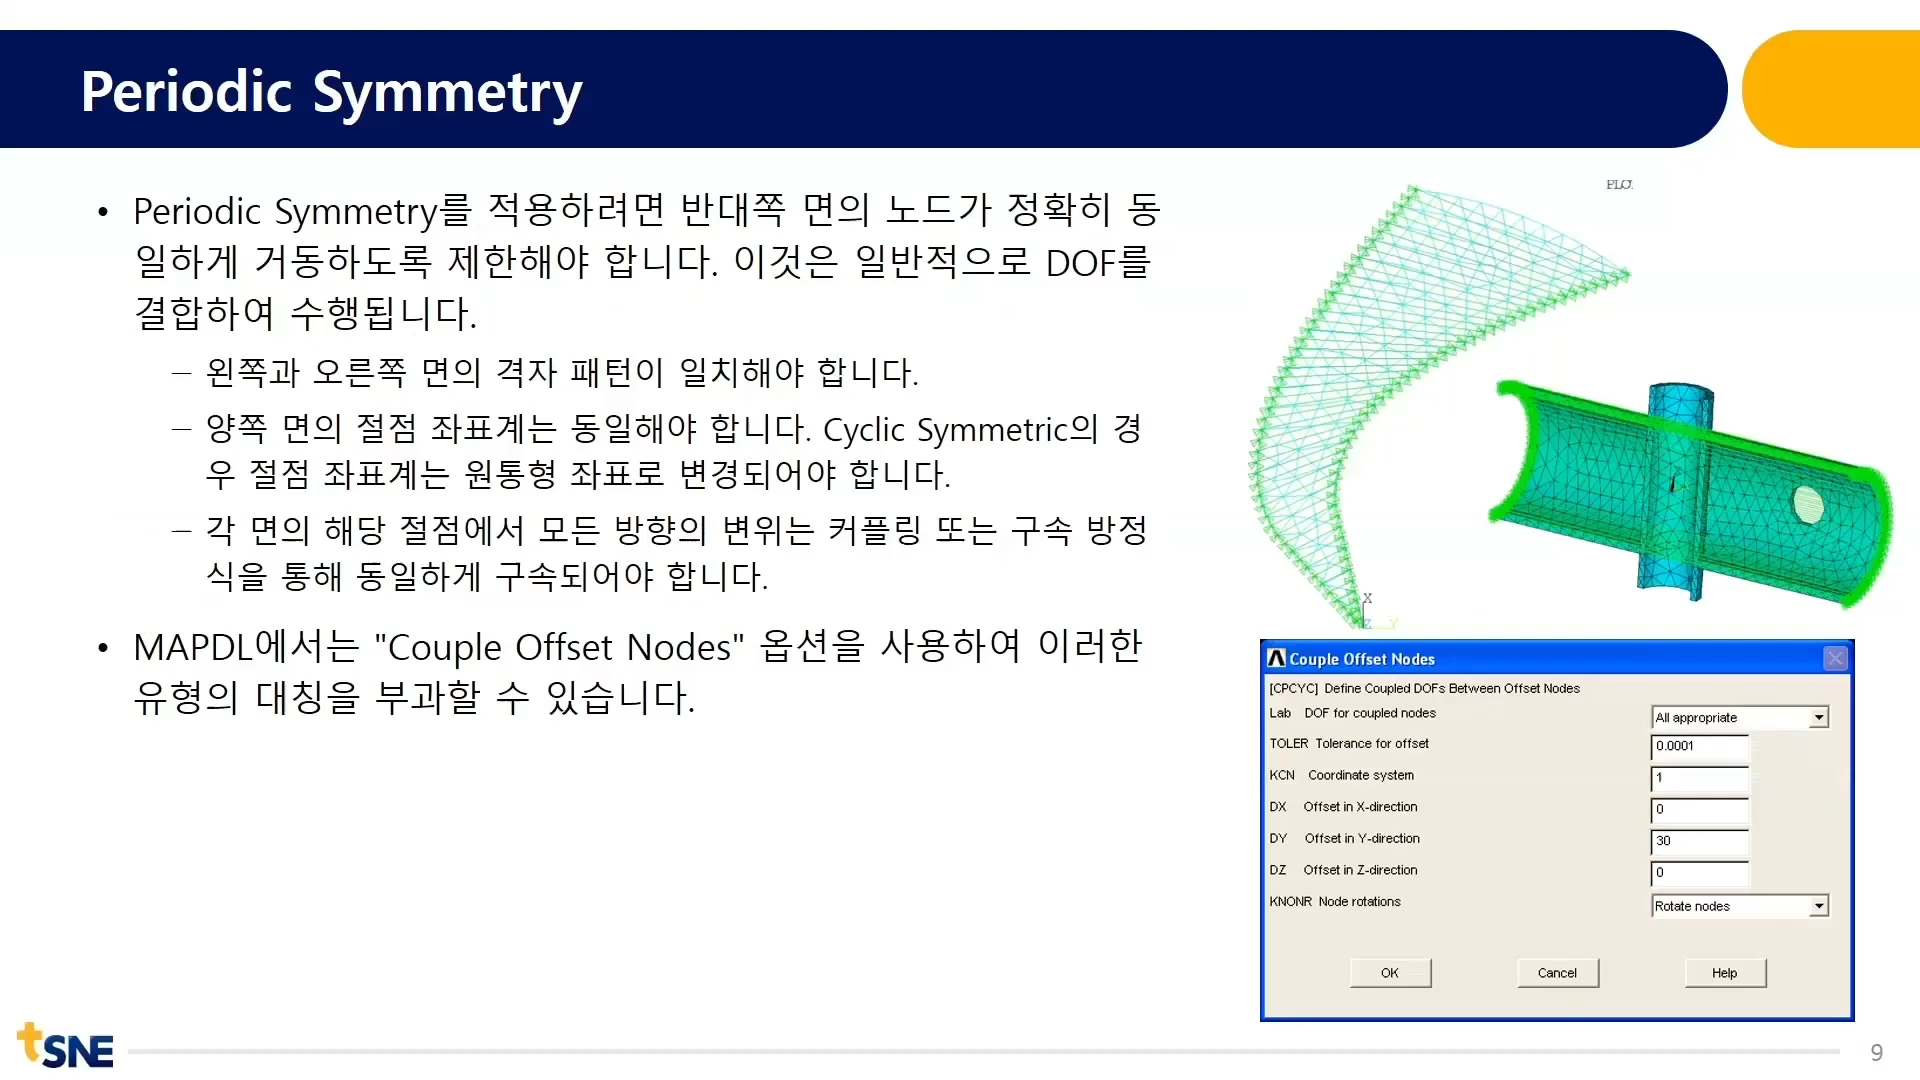 Periodic Symmetry
• Periodic Symmetry를 적용하려면 반대쪽 면의 노드가 정확히 동
일하게 거동하도록 제한해야 합니다. 이것은 일반적으로 DOF를
결합하여 수행됩니다.
– 왼쪽과 오른쪽 면의 격자 패턴이 일치해야 합니다.
– 양쪽 면의 절점 좌표계는 동일해야 합니다. Cyclic Symmetric의 경
우 절점 좌표계는 원통형 좌표로 변경되어야 합니다.
– 각 면의 해당 절점에서 모든 방향의 변위는 커플링 또는 구속 방정
식을 통해 동일하게 구속되어야 합니다.
• MAPDL에서는 "Couple Offset Nodes" 옵션을 사용하여 이러한
유형의 대칭을 부과할 수 있습니다.
X
Z Y
Couple Offset Nodes
[CPCYC] Define Coupled DOFs Between Offset Nodes
Lab DOF for coupled nodes All appropriate
TOLER Tolerance for offset 0.0001
KCN Coordinate system 1
DX Offset in X-direction 0
DY Offset in Y-direction 30
DZ Offset in Z-direction 0
KNONR Node rotations Rotate nodes
OK Cancel Help
tSNE
9